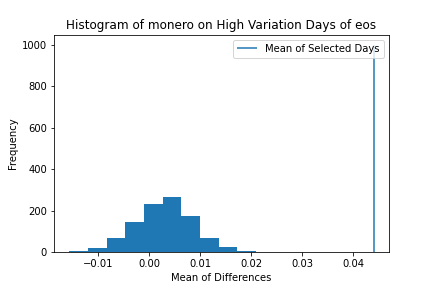 Histogram of monero on High Variation Days of eos
1000
800
600
400
200
0
Frequency
Mean of Selected Days
−0.01 0.00 0.01 0.02 0.03 0.04
Mean of Differences